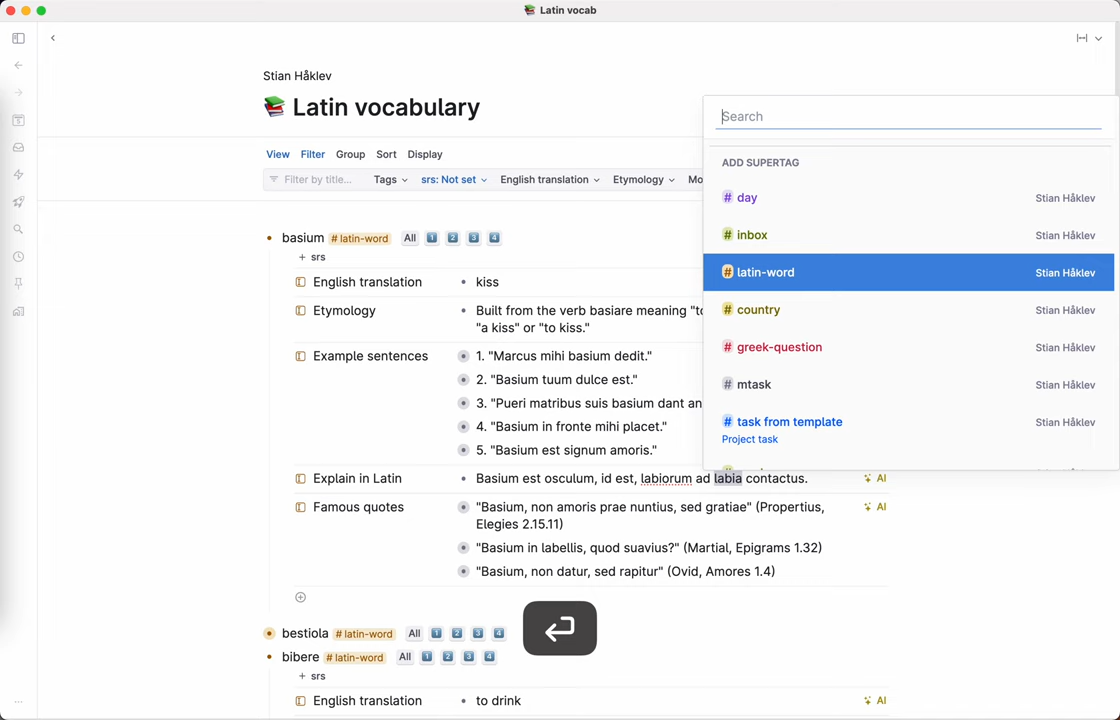 Latin vocab
Stian Håklev
Latin vocabulary
View Filter Group Sort Display
Filter by title... Tags srs: Not set English translation Etymology Mo
basium # latin-word All 1 2 3 4
+ srs
English translation
kiss
Etymology
Built from the verb basiare meaning "to
"a kiss" or "to kiss."
Example sentences
1. "Marcus mihi basium dedit."
2. "Basium tuum dulce est."
3. "Pueri matribus suis basium dant an
4. "Basium in fronte mihi placet."
5. "Basium est signum amoris."
Explain in Latin
Basium est osculum, id est, labiorum ad labia contactus.
AI
Famous quotes
"Basium, non amoris prae nuntius, sed gratiae" (Propertius,
Elegies 2.15.11)
AI
"Basium in labellis, quod suavius?" (Martial, Epigrams 1.32)
"Basium, non datur, sed rapitur" (Ovid, Amores 1.4)
bestiola # latin-word All 1 2 3 4
bibere # latin-word All 1 2 3 4
+ srs
English translation
to drink
AI
Search
ADD SUPERTAG
# day Stian Håklev
# inbox Stian Håklev
# latin-word Stian Håklev
# country Stian Håklev
# greek-question Stian Håklev
# mtask Stian Håklev
# task from template Stian Håklev
Project task